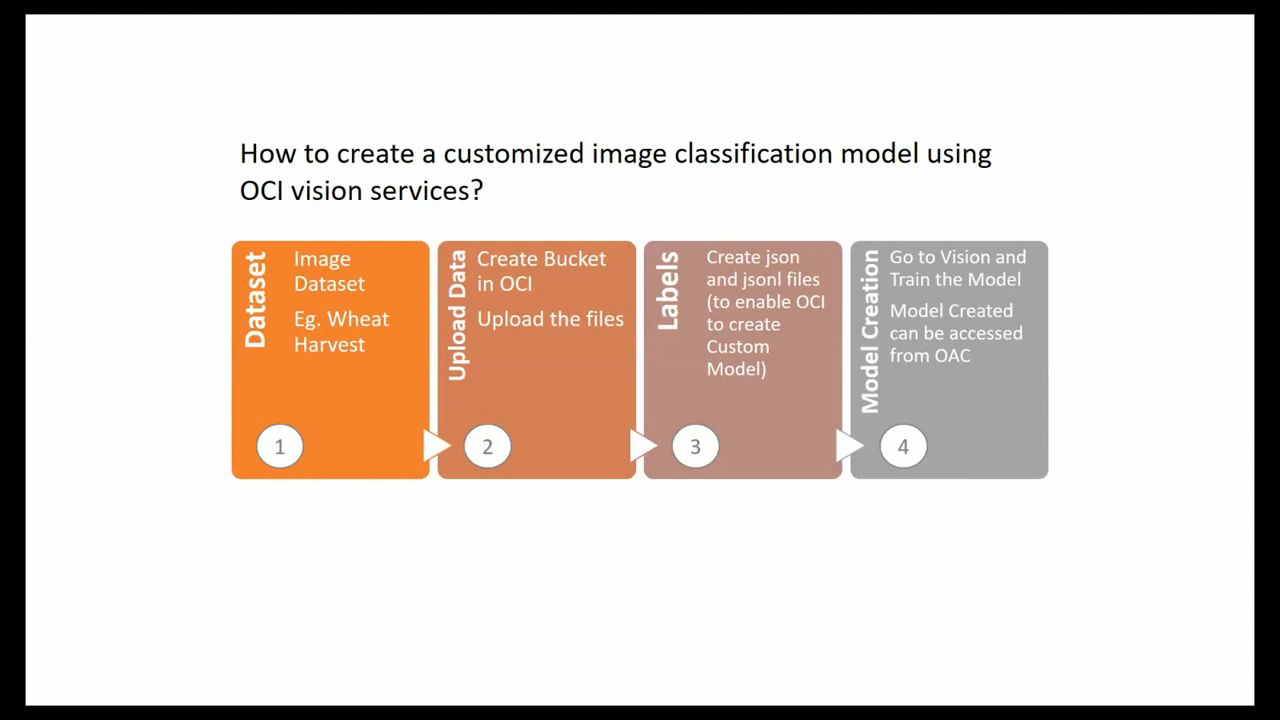 How to create a customized image classification model using
OCI vision services?
Dataset
Image
Dataset
Eg. Wheat
Harvest
1
Upload Data
Create Bucket
in OCI
Upload the files
2
Labels
Create json
and jsonl files
(to enable OCI
to create
Custom
Model)
3
Model Creation
Go to Vision and
Train the Model
Model Created
can be accessed
from OAC
4